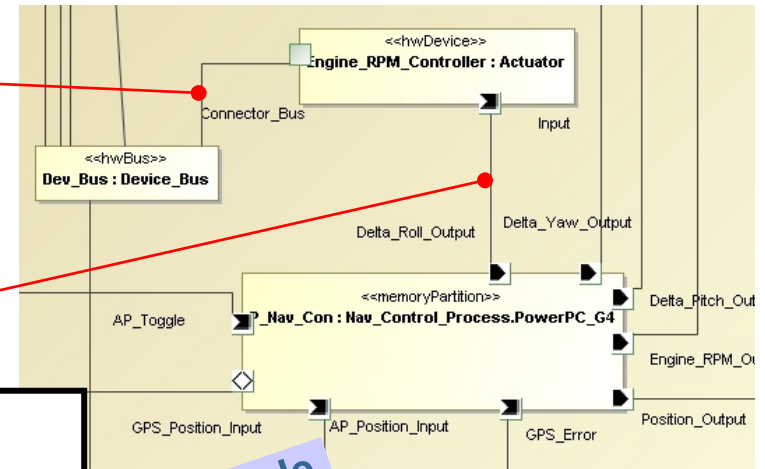 <<hwDevice>>
Engine_RPM_Controller : Actuator
Connector_Bus
Input
<<hwBus>>
Dev_Bus : Device_Bus
Delta_Roll_Output
Delta_Yaw_Output
<<memoryPartition>>
P_Nav_Con : Nav_Control_Process.PowerPC_G4
Delta_Pitch_Out
AP_Toggle
Engine_RPM_O
GPS_Position_Input
AP_Position_Input
GPS_Error
Position_Output